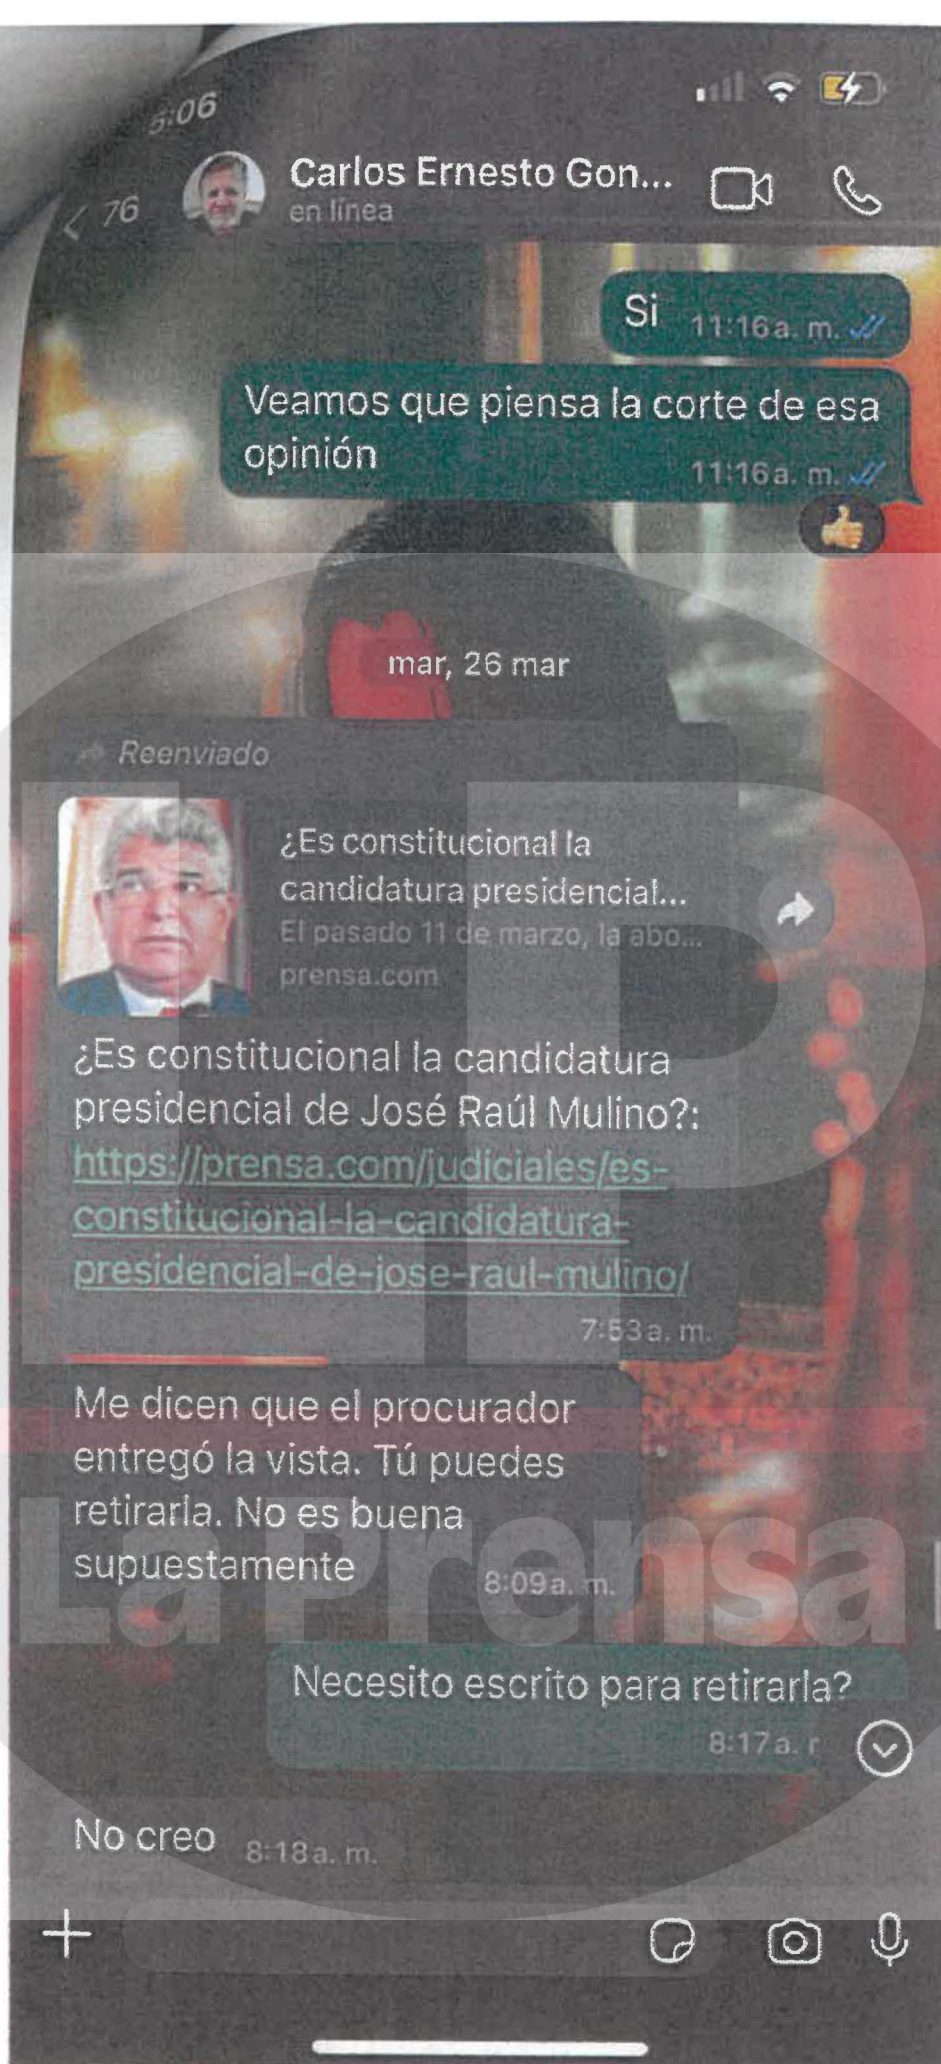 5:06
76
Carlos Ernesto Gon...
en línea
Si
11:16 a. m.
Veamos que piensa la corte de esa
opinión
11:16 a. m.
mar, 26 mar
Reenviado
¿Es constitucional la
candidatura presidencial...
El pasado 11 de marzo, la abo...
prensa.com
¿Es constitucional la candidatura
presidencial de José Raúl Mulino?:
https://prensa.com/judiciales/es-
constitucional-la-candidatura-
presidencial-de-jose-raul-mulino/
7:53 a. m.
Me dicen que el procurador
entregó la vista. Tú puedes
retirarla. No es buena
supuestamente
8:09 a. m.
LP
La Prensa
Necesito escrito para retirarla?
8:17 a. r
No creo
8:18 a. m.